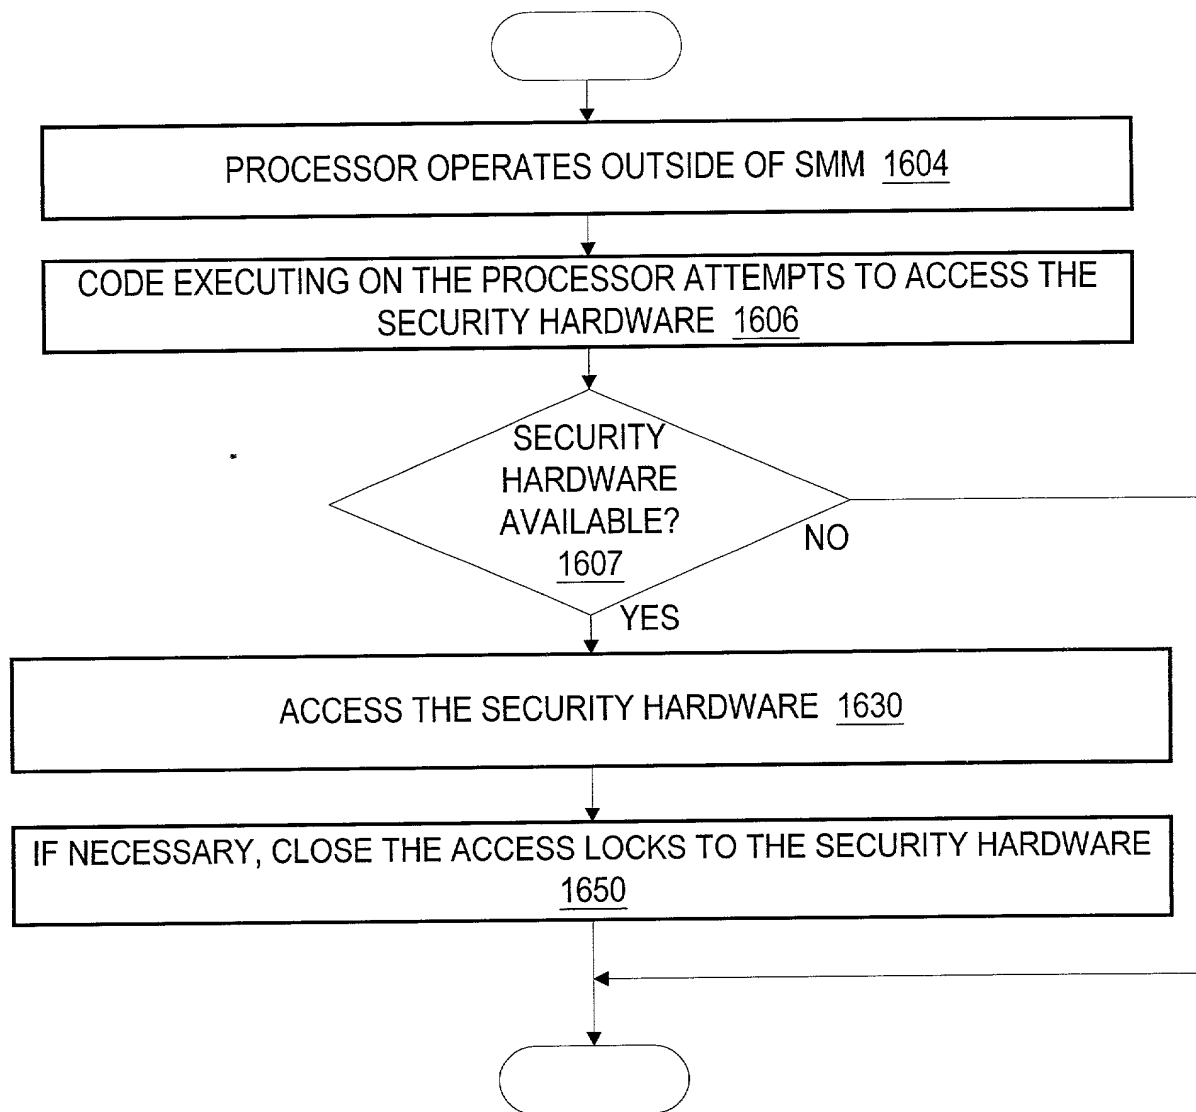 PROCESSOR OPERATES OUTSIDE OF SMM 1604
CODE EXECUTING ON THE PROCESSOR ATTEMPTS TO ACCESS THE
SECURITY HARDWARE 1606
SECURITY
HARDWARE
AVAILABLE?
1607
NO
YES
ACCESS THE SECURITY HARDWARE 1630
IF NECESSARY, CLOSE THE ACCESS LOCKS TO THE SECURITY HARDWARE
1650